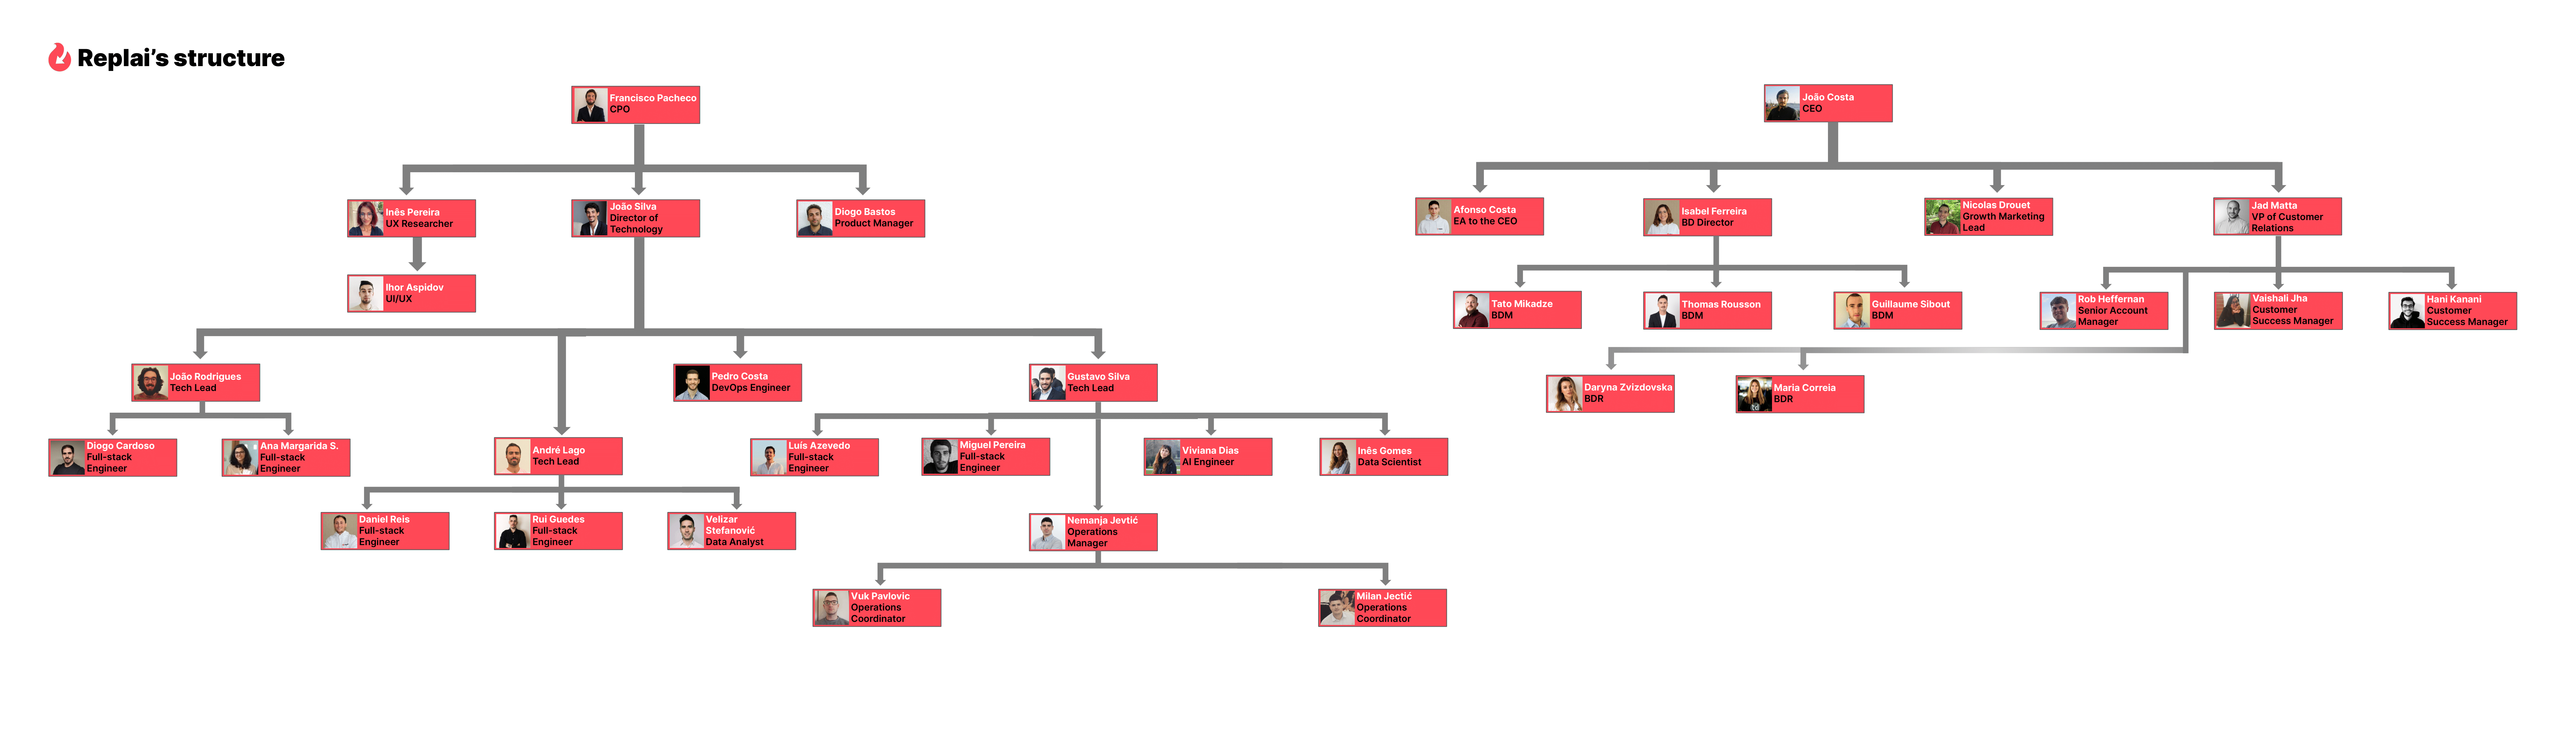 Replai's structure
Francisco Pacheco
CPO
João Costa
CEO
Inês Pereira
UX Researcher
João Silva
Director of
Technology
Diogo Bastos
Product Manager
Afonso Costa
EA to the CEO
Isabel Ferreira
BD Director
Nicolas Drouet
Growth Marketing
Lead
Jad Matta
VP of Customer
Relations
Ihor Aspidov
UI/UX
Tato Mikadze
BDM
Thomas Rousson
BDM
Guillaume Sibout
BDM
Rob Heffernan
Senior Account
Manager
Vaishali Jha
Customer
Success Manager
Hani Kanani
Customer
Success Manager
João Rodrigues
Tech Lead
Pedro Costa
DevOps Engineer
Gustavo Silva
Tech Lead
Daryna Zvizdovska
BDR
Maria Correia
BDR
Diogo Cardoso
Full-stack
Engineer
Ana Margarida S.
Full-stack
Engineer
André Lago
Tech Lead
Luís Azevedo
Full-stack
Engineer
Miguel Pereira
Full-stack
Engineer
Viviana Dias
AI Engineer
Inês Gomes
Data Scientist
Daniel Reis
Full-stack
Engineer
Rui Guedes
Full-stack
Engineer
Velizar
Stefanović
Data Analyst
Nemanja Jevtić
Operations
Manager
Vuk Pavlovic
Operations
Coordinator
Milan Jectić
Operations
Coordinator